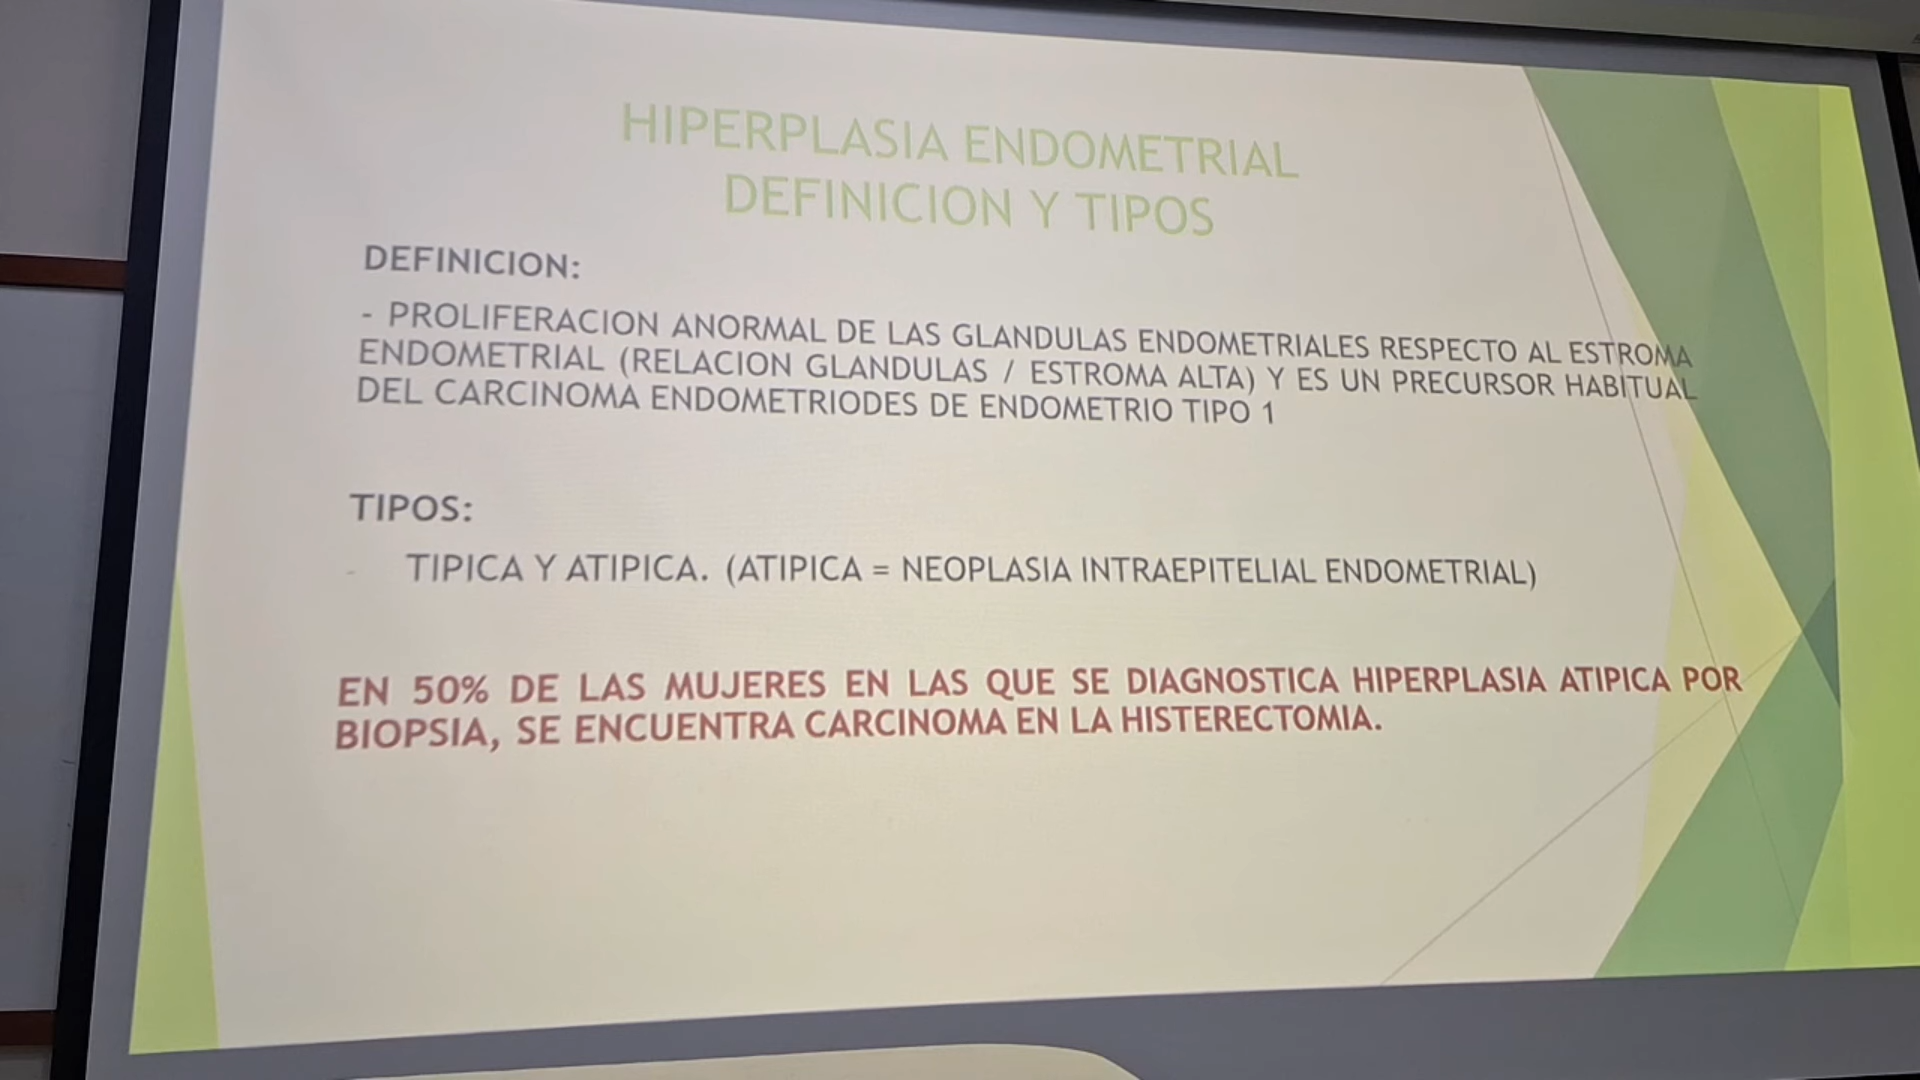 HIPERPLASIA ENDOMETRIAL
DEFINICION Y TIPOS
DEFINICION:
- PROLIFERACION ANORMAL DE LAS GLANDULAS ENDOMETRIALES RESPECTO AL ESTROMA
ENDOMETRIAL (RELACION GLANDULAS / ESTROMA ALTA) Y ES UN PRECURSOR HABITUAL
DEL CARCINOMA ENDOMETRIODES DE ENDOMETRIO TIPO 1
TIPOS:
- TIPICA Y ATIPICA. (ATIPICA = NEOPLASIA INTRAEPITELIAL ENDOMETRIAL)
EN 50% DE LAS MUJERES EN LAS QUE SE DIAGNOSTICA HIPERPLASIA ATIPICA POR
BIOPSIA, SE ENCUENTRA CARCINOMA EN LA HISTERECTOMIA.